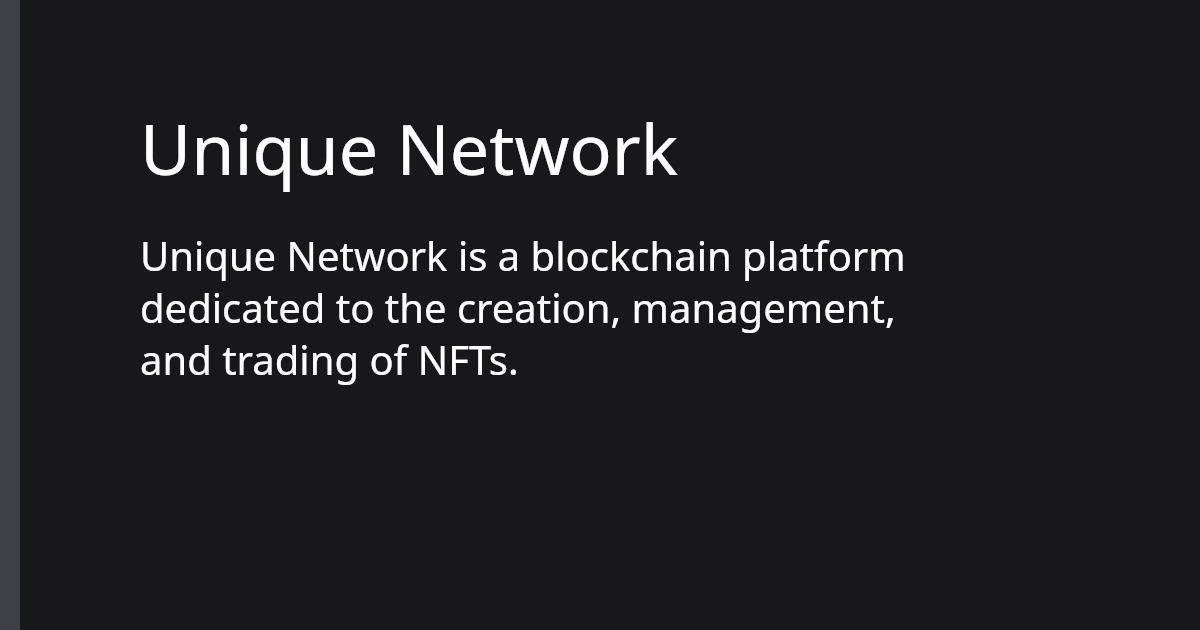 Unique Network
Unique Network is a blockchain platform
dedicated to the creation, management,
and trading of NFTs.